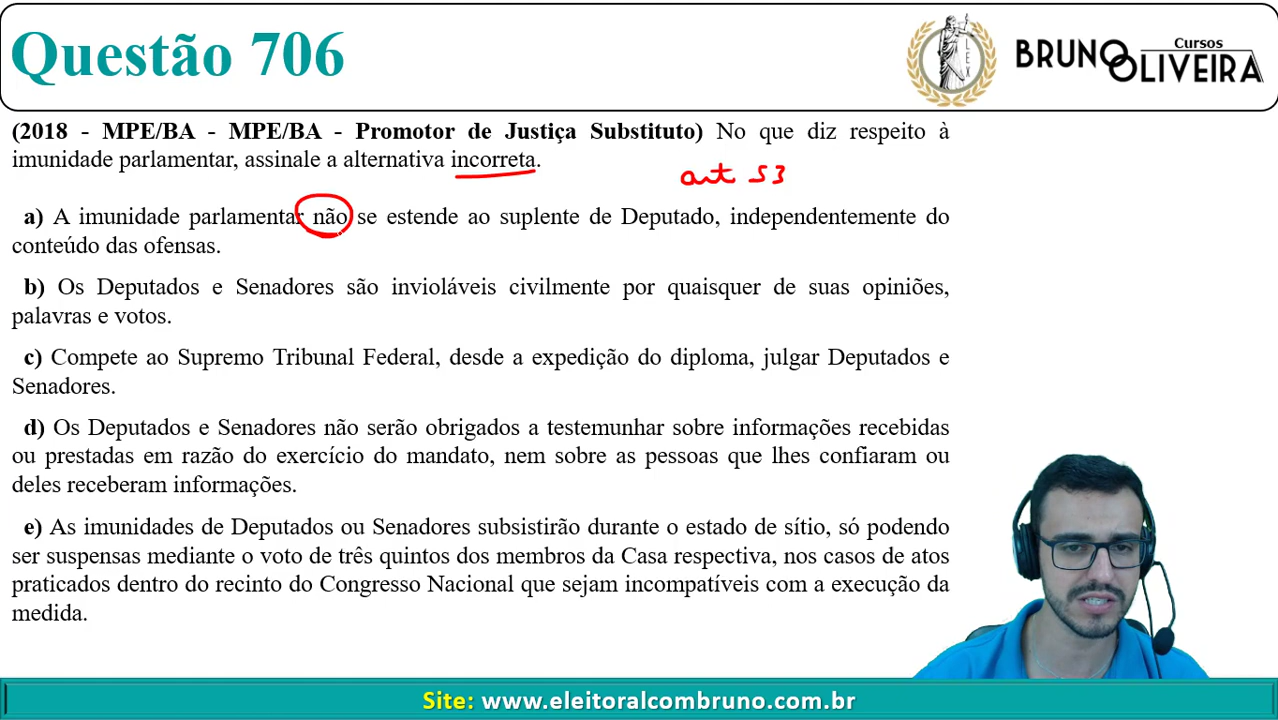 Questão 706
Cursos
BRUNO OLIVEIRA
LEX
(2018 - MPE/BA - MPE/BA - Promotor de Justiça Substituto) No que diz respeito à
imunidade parlamentar, assinale a alternativa incorreta.
art 53
a) A imunidade parlamentar não se estende ao suplente de Deputado, independentemente do
conteúdo das ofensas.
b) Os Deputados e Senadores são invioláveis civilmente por quaisquer de suas opiniões,
palavras e votos.
c) Compete ao Supremo Tribunal Federal, desde a expedição do diploma, julgar Deputados e
Senadores.
d) Os Deputados e Senadores não serão obrigados a testemunhar sobre informações recebidas
ou prestadas em razão do exercício do mandato, nem sobre as pessoas que lhes confiaram ou
deles receberam informações.
e) As imunidades de Deputados ou Senadores subsistirão durante o estado de sítio, só podendo
ser suspensas mediante o voto de três quintos dos membros da Casa respectiva, nos casos de atos
praticados dentro do recinto do Congresso Nacional que sejam incompatíveis com a execução da
medida.
Site: www.eleitoralcombruno.com.br